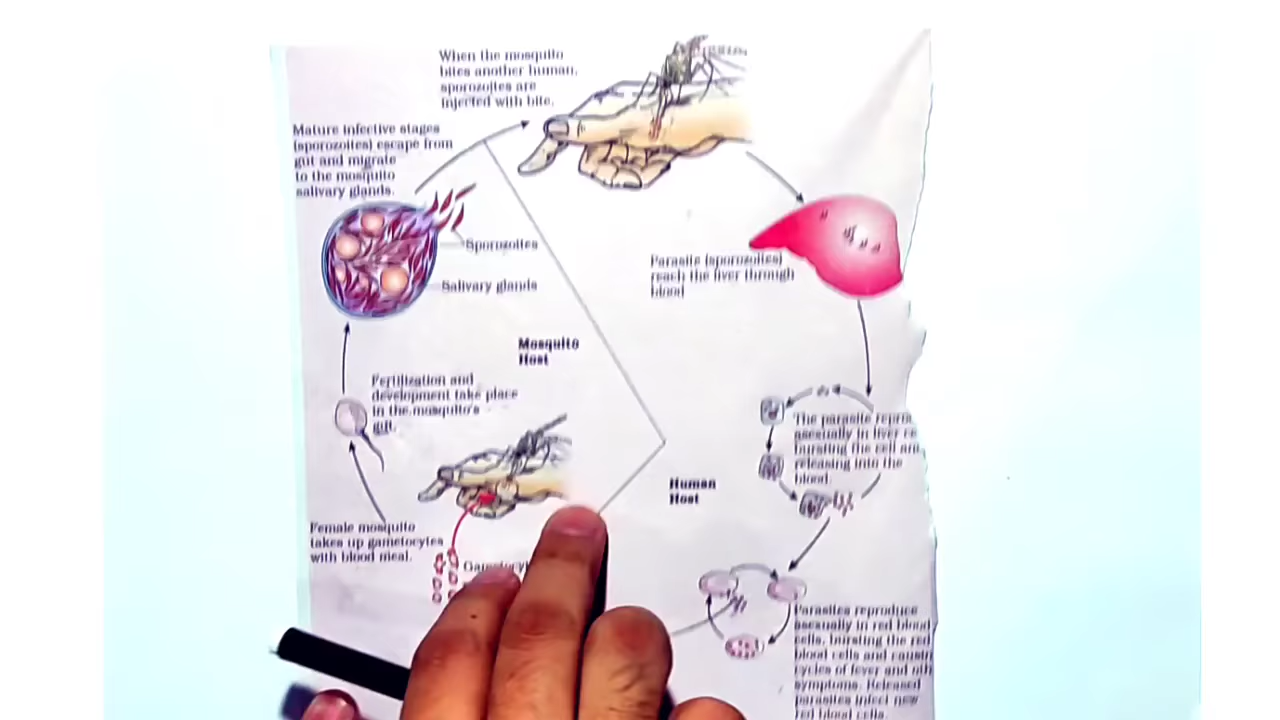 When the mosquito
bites another human,
sporozoites are
injected with bite.
Mature infective stages
(sporozoites) escape from
gut and migrate
to the mosquito
salivary glands.
Sporozoites
Salivary glands
Parasite (sporozoites)
reach the liver through
blood
Mosquito
Host
Fertilization and
development take place
in the mosquito's
gut.
The parasite repro
asexually in liver ce
bursting the cell an
releasing into the
blood.
Human
Host
Female mosquito
takes up gametocytes
with blood meal.
Gametocyt
Parasites reproduce
asexually in red blood
cells, bursting the red
blood cells and causin
cycles of fever and oth
symptoms. Released
parasites infect new
red blood cells.